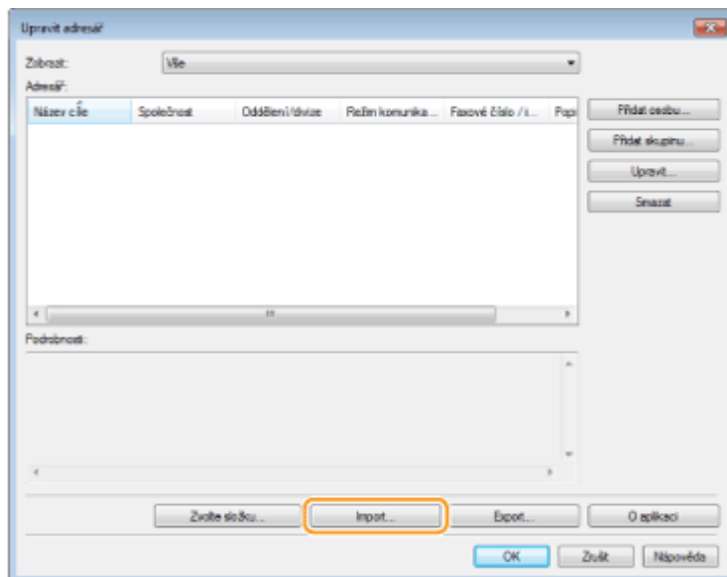 Upravit adresář
Zobrazit: Vše
Adresář:
Název cíle Společnost Oddělení/divize Režim komunika... Faxové číslo / i... Popi
Přidat osobu...
Přidat skupinu...
Upravit...
Smazat
Podrobnosti:
Zvolte složku... Import... Export... O aplikaci
OK Zrušit Nápověda